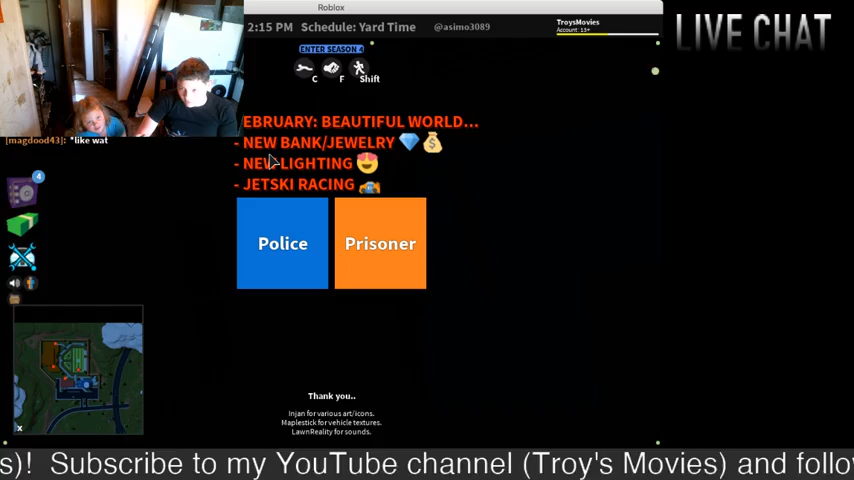 Roblox
2:15 PM Schedule: Yard Time @asimo3089
TroysMovies
Account: 13+
LIVE CHAT
ENTER SEASON 4
C F Shift
[magdood43]: "like wat
EBRUARY: BEAUTIFUL WORLD...
- NEW BANK/JEWELRY
- NEW LIGHTING
- JETSKI RACING
4
Police Prisoner
x
Thank you..
Injan for various art/icons.
Maplestick for vehicle textures.
LawnReality for sounds.
s)! Subscribe to my YouTube channel (Troy's Movies) and follo